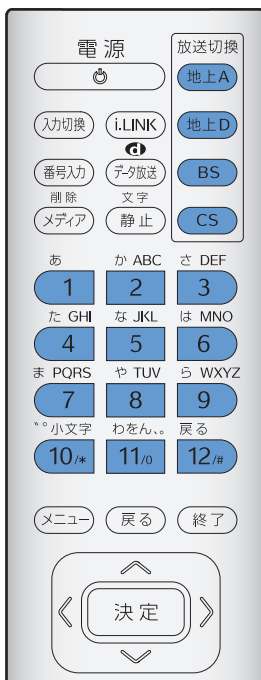 電源
放送切換
地上A
入力切換
i.LINK
地上D
d
番号入力
データ放送
BS
削除
文字
メディア
静止
CS
あ
か ABC
さ DEF
1
2
3
た GHI
な JKL
は MNO
4
5
6
ま PQRS
や TUV
ら WXYZ
7
8
9
゛゜小文字
わをん、。
戻る
10/*
11/0
12/#
メニュー
戻る
終了
決定